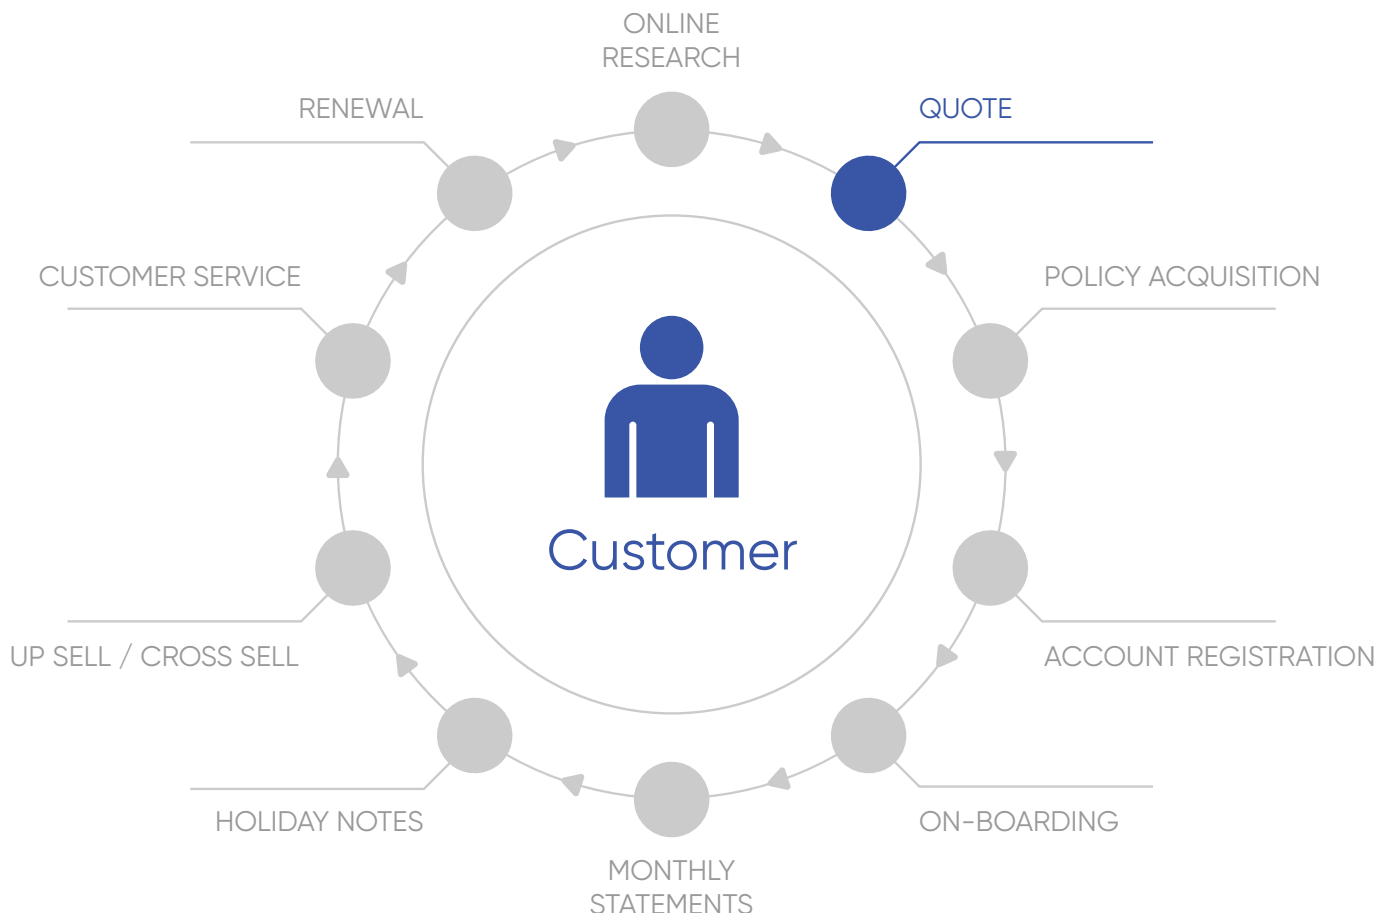 ONLINE
RESEARCH
RENEWAL
QUOTE
CUSTOMER SERVICE
POLICY ACQUISITION
Customer
UP SELL / CROSS SELL
ACCOUNT REGISTRATION
HOLIDAY NOTES
ON-BOARDING
MONTHLY
STATEMENTS